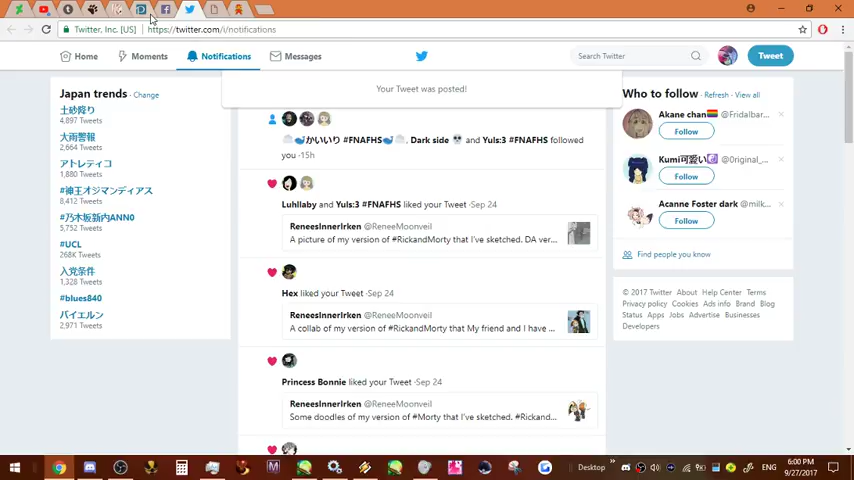 Twitter, Inc. [US]
https://twitter.com/i/notifications
Home
Moments
Notifications
Messages
Search Twitter
Tweet
Your Tweet was posted!
Japan trends · Change
土砂降り
4,897 Tweets
大雨警報
2,664 Tweets
アトレティコ
1,880 Tweets
#神王オジマンディアス
8,412 Tweets
#乃木坂新内ANN0
5,752 Tweets
#UCL
268K Tweets
入党条件
1,328 Tweets
#blues840
バイエルン
2,971 Tweets
かいいり #FNAFHS, Dark side and Yuls:3 #FNAFHS followed
you · 15h
Luhllaby and Yuls:3 #FNAFHS liked your Tweet · Sep 24
ReneesInnerIrken @ReneeMoonveil
A picture of my version of #RickandMorty that I've sketched. DA ver...
Hex liked your Tweet · Sep 24
ReneesInnerIrken @ReneeMoonveil
A collab of my version of #RickandMorty that My friend and I have ...
Princess Bonnie liked your Tweet · Sep 24
ReneesInnerIrken @ReneeMoonveil
Some doodles of my version of #Morty that I've sketched. #Rickand...
Who to follow · Refresh · View all
Akane chan @Fridalbar...
Follow
Kumi可愛い @0riginal_...
Follow
Acanne Foster dark @milk...
Follow
Find people you know
© 2017 Twitter About Help Center Terms
Privacy policy Cookies Ads info Brand Blog
Status Apps Jobs Advertise Businesses
Developers
Desktop
ENG
6:00 PM
9/27/2017